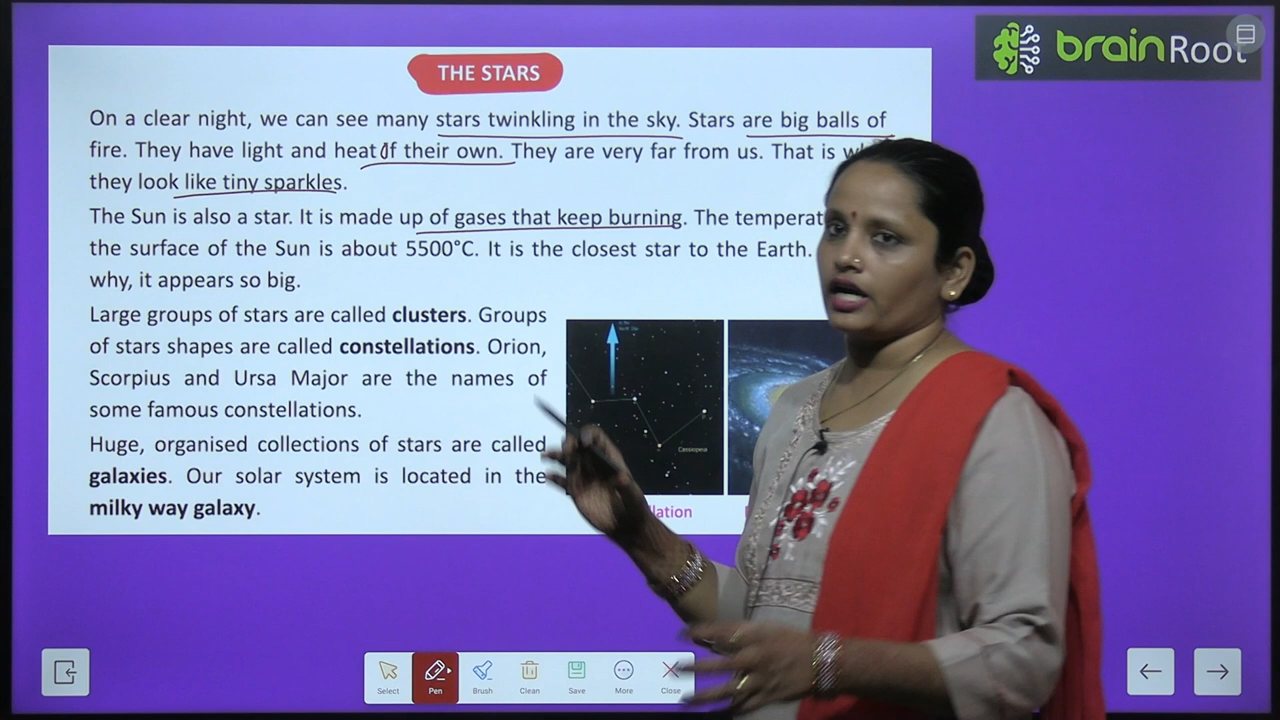 brainRoot
THE STARS
On a clear night, we can see many stars twinkling in the sky. Stars are big balls of
fire. They have light and heat of their own. They are very far from us. That is
they look like tiny sparkles.
The Sun is also a star. It is made up of gases that keep burning. The
the surface of the Sun is about 5500°C. It is the closest star to the Earth.
why, it appears so big.
Large groups of stars are called clusters. Groups
of stars shapes are called constellations. Orion,
Scorpius and Ursa Major are the names of
some famous constellations.
Huge, organised collections of stars are called
galaxies. Our solar system is located in the
milky way galaxy.
Cassiopeia
Select Pen Brush Clean Save More Close